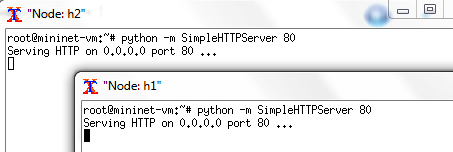 "Node: h2"
root@mininet-vm:~# python -m SimpleHTTPServer 80
Serving HTTP on 0.0.0.0 port 80 ...
"Node: h1"
root@mininet-vm:~# python -m SimpleHTTPServer 80
Serving HTTP on 0.0.0.0 port 80 ...